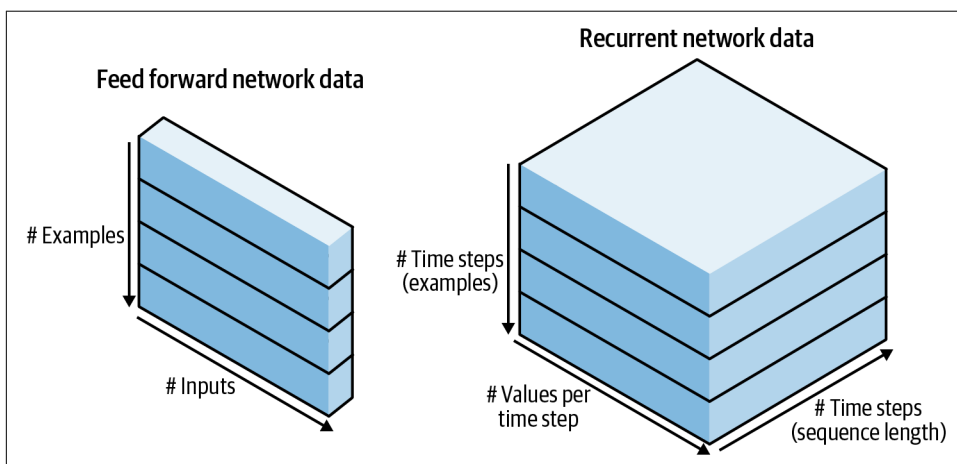 Feed forward network data
Recurrent network data
# Examples
# Inputs
# Time steps
(examples)
# Values per
time step
# Time steps
(sequence length)